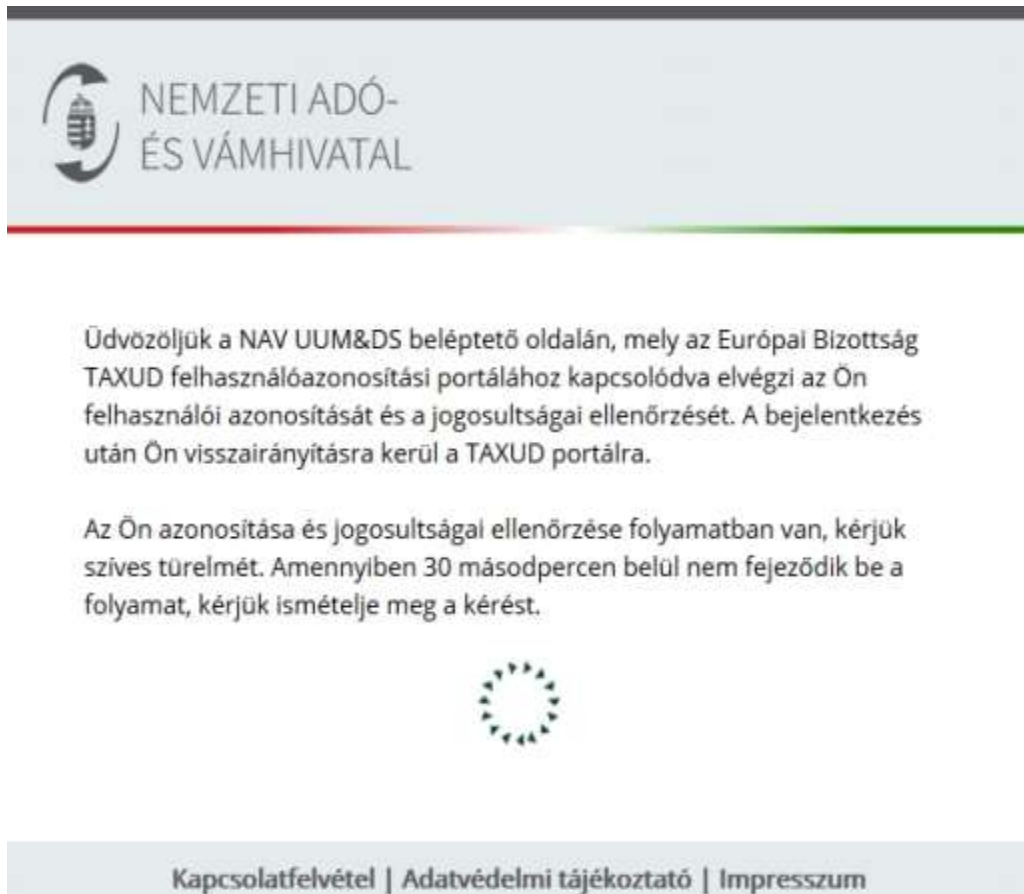 NEMZETI ADÓ-
ÉS VÁMHIVATAL
Üdvözöljük a NAV UUM&DS beléptető oldalán, mely az Európai Bizottság
TAXUD felhasználóazonosítási portálához kapcsolódva elvégzi az Ön
felhasználói azonosítását és a jogosultságai ellenőrzését. A bejelentkezés
után Ön visszairányításra kerül a TAXUD portálra.
Az Ön azonosítása és jogosultságai ellenőrzése folyamatban van, kérjük
szíves türelmét. Amennyiben 30 másodpercen belül nem fejeződik be a
folyamat, kérjük ismételje meg a kérést.
Kapcsolatfelvétel | Adatvédelmi tájékoztató | Impresszum